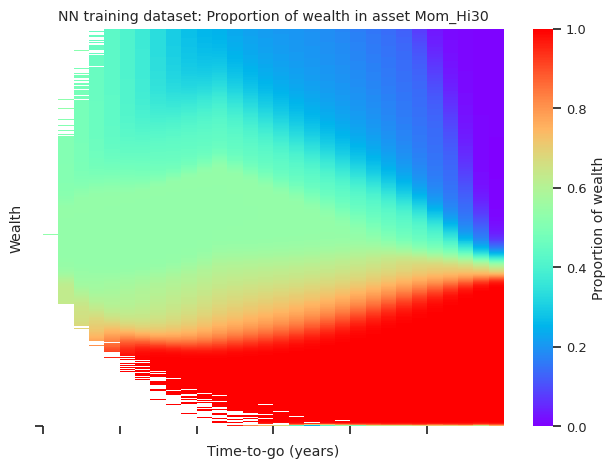 NN training dataset: Proportion of wealth in asset Mom_Hi30
Wealth
Time-to-go (years)
1.0
0.8
0.6
0.4
0.2
0.0
Proportion of wealth